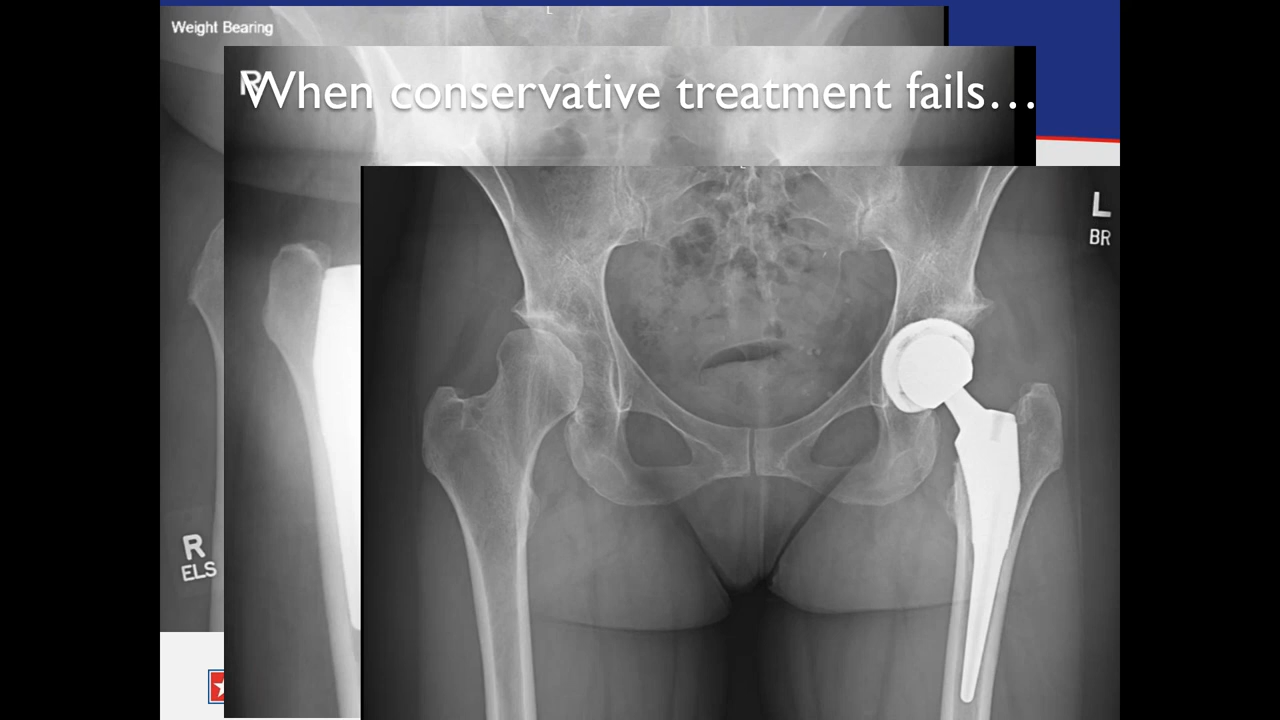 Weight Bearing
R
When conservative treatment fails…
L
BR
R
ELS